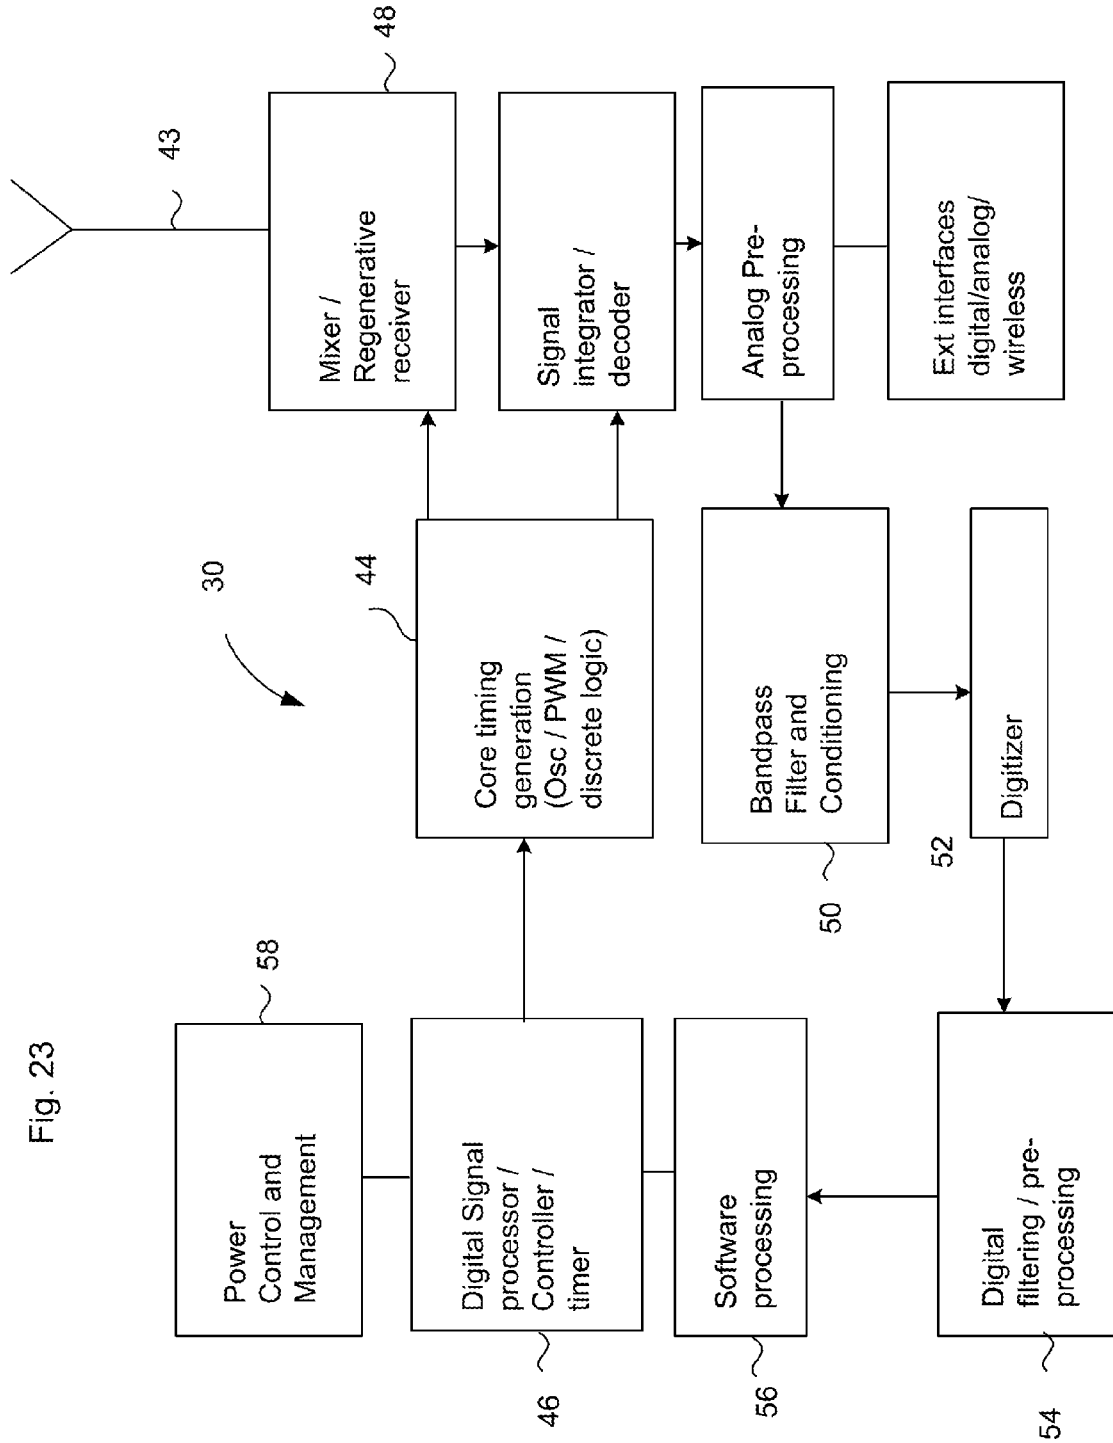 Fig. 23
Power
Control and
Management
58
Digital Signal
processor /
Controller /
timer
46
Software
processing
56
Digital
filtering / pre-
processing
54
30
44
Core timing
generation
(Osc / PWM /
discrete logic)
Bandpass
Filter and
Conditioning
50
52
Digitizer
43
48
Mixer /
Regenerative
receiver
Signal
integrator /
decoder
Analog Pre-
processing
Ext interfaces
digital/analog/
wireless